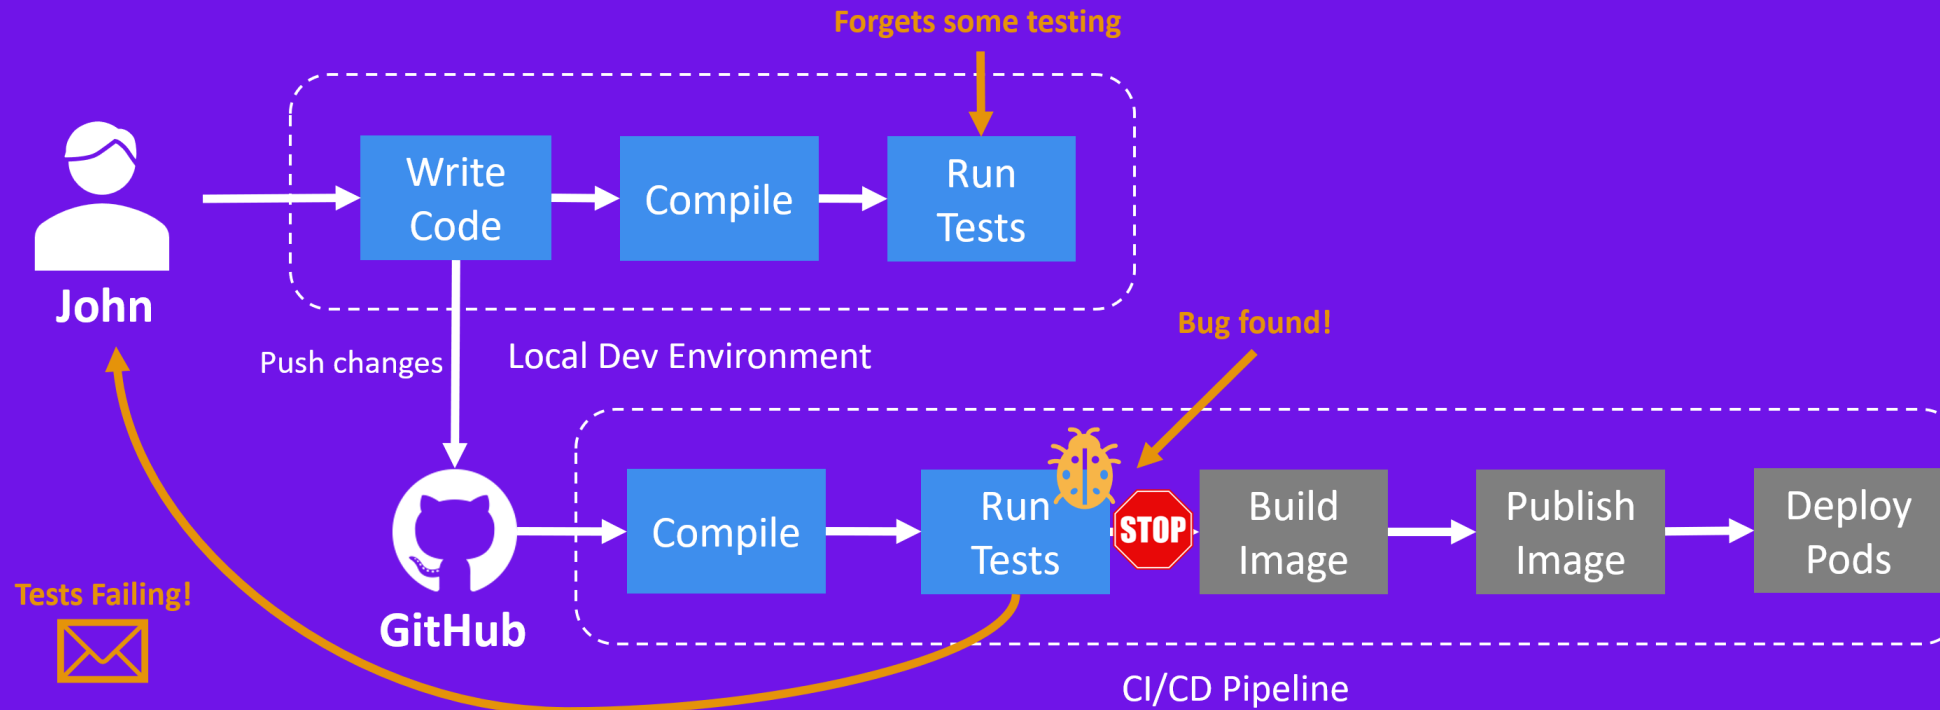 Forgets some testing
Write
Code
Compile
Run
Tests
John
Push changes
Local Dev Environment
Bug found!
GitHub
Compile
Run
Tests
STOP
Build
Image
Publish
Image
Deploy
Pods
Tests Failing!
CI/CD Pipeline